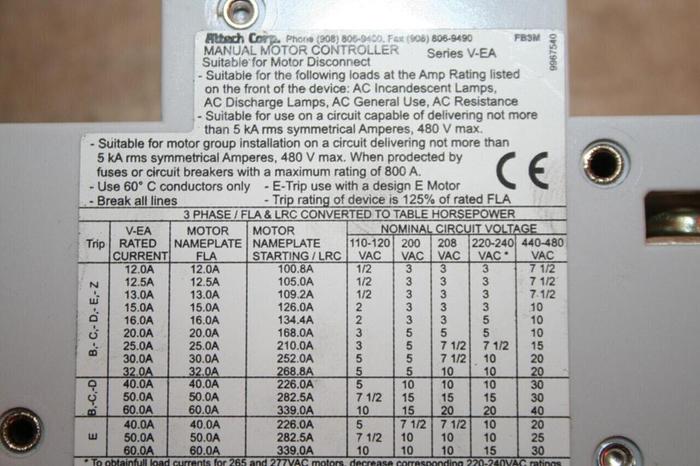 Altech Corp. Phone (908) 806-9400, Fax (908) 806-9490 FB3M
MANUAL MOTOR CONTROLLER Series V-EA
Suitable for Motor Disconnect
9967540
- Suitable for the following loads at the Amp Rating listed
on the front of the device: AC Incandescent Lamps,
AC Discharge Lamps, AC General Use, AC Resistance
- Suitable for use on a circuit capable of delivering not more
than 5 kA rms symmetrical Amperes, 480 V max.
- Suitable for motor group installation on a circuit delivering not more than
5 kA rms symmetrical Amperes, 480 V max. When prodected by
fuses or circuit breakers with a maximum rating of 800 A.
- Use 60° C conductors only - E-Trip use with a design E Motor
- Break all lines - Trip rating of device is 125% of rated FLA
CE
3 PHASE / FLA & LRC CONVERTED TO TABLE HORSEPOWER
V-EA MOTOR MOTOR NOMINAL CIRCUIT VOLTAGE
Trip RATED NAMEPLATE NAMEPLATE 110-120 200 208 220-240 440-480
CURRENT FLA STARTING / LRC VAC VAC VAC VAC * VAC
B,- C,- D,- E,- Z
12.0A 12.0A 100.8A 1/2 3 3 3 7 1/2
12.5A 12.5A 105.0A 1/2 3 3 3 7 1/2
13.0A 13.0A 109.2A 1/2 3 3 3 7 1/2
15.0A 15.0A 126.0A 2 3 3 3 10
16.0A 16.0A 134.4A 2 3 3 5 10
20.0A 20.0A 168.0A 3 5 5 5 10
25.0A 25.0A 210.0A 3 5 7 1/2 7 1/2 15
30.0A 30.0A 252.0A 5 5 7 1/2 10 20
32.0A 32.0A 268.8A 5 5 10 10 20
B,-C,-D
40.0A 40.0A 226.0A 5 10 10 10 30
50.0A 50.0A 282.5A 7 1/2 15 15 15 30
60.0A 60.0A 339.0A 10 15 20 20 40
E
40.0A 40.0A 226.0A 5 7 1/2 7 1/2 10 20
50.0A 50.0A 282.5A 7 1/2 10 10 10 25
60.0A 60.0A 339.0A 10 10 10 15 30
* To obtainfull load currents for 265 and 277VAC motors, decrease corresponding 220-240VAC ratings